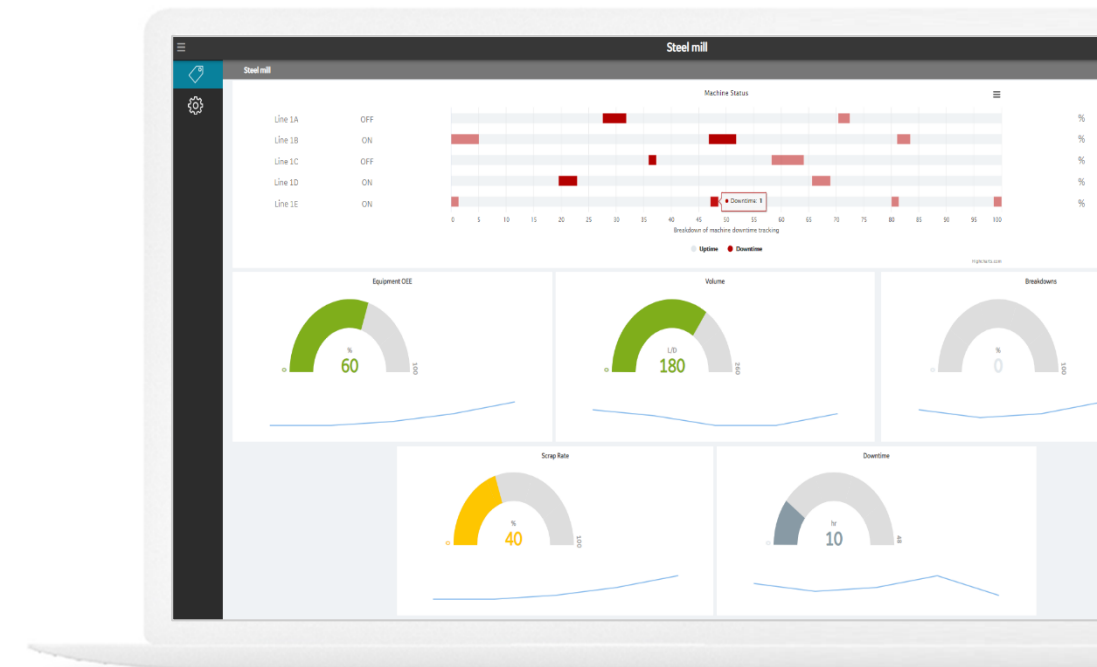 Steel mill
Steel mill
Machine Status
Line 1A OFF %
Line 1B ON %
Line 1C OFF %
Line 1D ON %
Line 1E ON Downtime: 1 %
0 5 10 15 20 25 30 35 40 45 50 55 60 65 70 75 80 85 90 95 100
Breakdown of machine downtime tracking
Uptime Downtime
Highcharts.com
Equipment OEE Volume Breakdowns
% L/D %
60 180 0
0 100 0 260 0 100
Scrap Rate Downtime
% hr
40 10
0 100 0 48